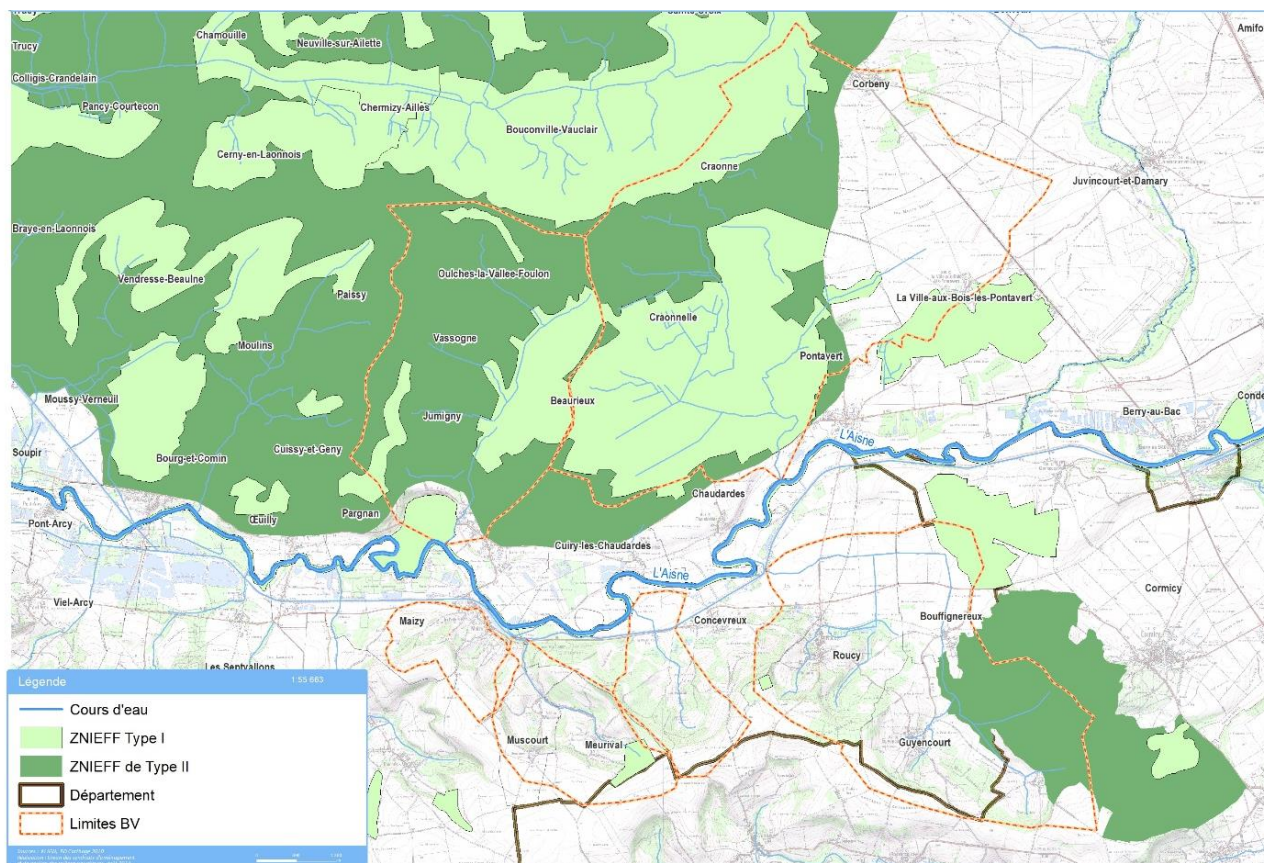 Trucy
Chamouille
Neuville-sur-Ailette
Sainte-Croix
Amifo
Trucy
Colligis-Crandelain
Corbeny
Pancy-Courtecon
Chermizy-Ailles
Bouconville-Vauclair
Cerny-en-Laonnois
Craonne
Juvincourt-et-Damary
Braye-en-Laonnois
Vendresse-Beaulne
Oulches-la-Vallee-Foulon
Paissy
La Ville-aux-Bois-les-Pontavert
Craonnelle
Vassogne
Moulins
Pontavert
Moussy-Verneuil
Beaurieux
Jumigny
Berry-au-Bac
Conde
L'Aisne
Soupir
Bourg-et-Comin
Cuissy-et-Geny
Chaudardes
Pont-Arcy
Œuilly
Pargnan
Cuiry-les-Chaudardes
L'Aisne
Viel-Arcy
Cormicy
Maizy
Concevreux
Bouffignereux
Les Septvallons
Roucy
Muscourt
Meurival
Guyencourt
Légende
1:55 663
Cours d'eau
ZNIEFF Type I
ZNIEFF de Type II
Département
Limites BV